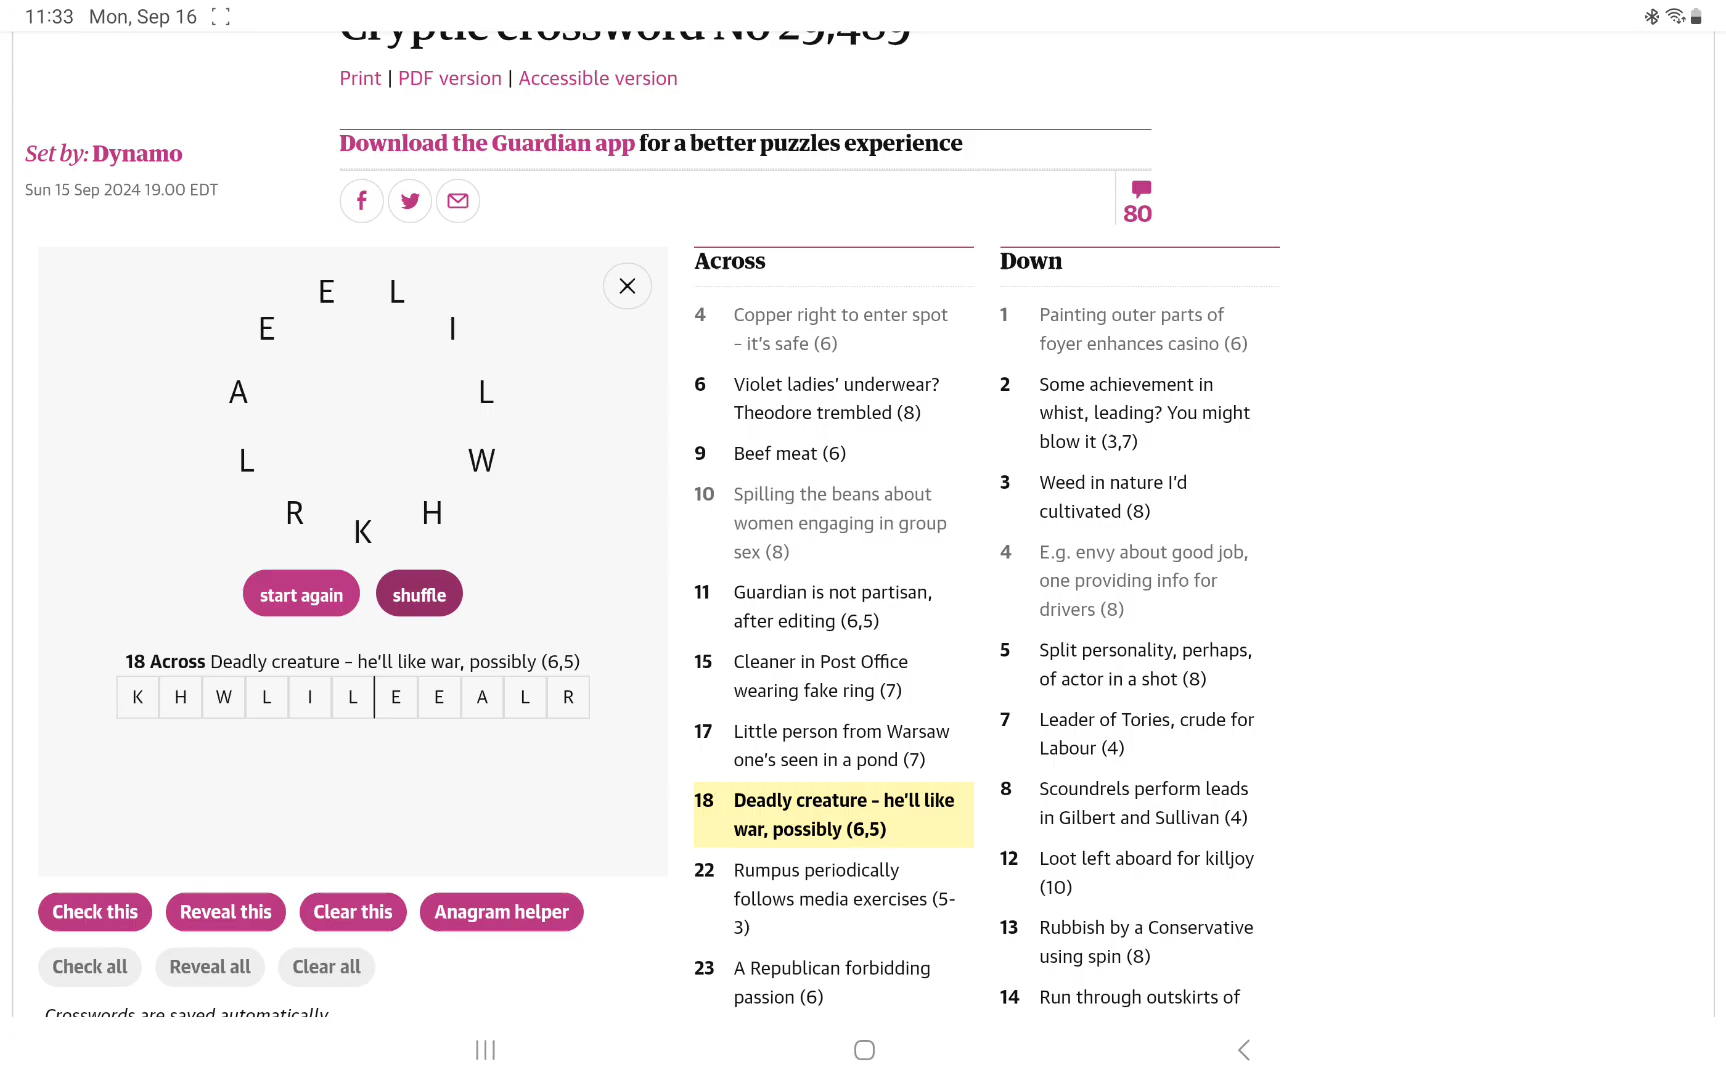 11:33 Mon, Sep 16
Cryptic crossword No 29,489
Print | PDF version | Accessible version
Set by: Dynamo
Sun 15 Sep 2024 19.00 EDT
Download the Guardian app for a better puzzles experience
80
E L
E I
A L
L W
R K H
start again shuffle
18 Across Deadly creature – he'll like war, possibly (6,5)
K H W L I L E E A L R
Check this Reveal this Clear this Anagram helper
Check all Reveal all Clear all
Crosswords are saved automatically.
Across
4 Copper right to enter spot
– it's safe (6)
6 Violet ladies' underwear?
Theodore trembled (8)
9 Beef meat (6)
10 Spilling the beans about
women engaging in group
sex (8)
11 Guardian is not partisan,
after editing (6,5)
15 Cleaner in Post Office
wearing fake ring (7)
17 Little person from Warsaw
one's seen in a pond (7)
18 Deadly creature – he'll like
war, possibly (6,5)
22 Rumpus periodically
follows media exercises (5-
3)
23 A Republican forbidding
passion (6)
Down
1 Painting outer parts of
foyer enhances casino (6)
2 Some achievement in
whist, leading? You might
blow it (3,7)
3 Weed in nature I'd
cultivated (8)
4 E.g. envy about good job,
one providing info for
drivers (8)
5 Split personality, perhaps,
of actor in a shot (8)
7 Leader of Tories, crude for
Labour (4)
8 Scoundrels perform leads
in Gilbert and Sullivan (4)
12 Loot left aboard for killjoy
(10)
13 Rubbish by a Conservative
using spin (8)
14 Run through outskirts of